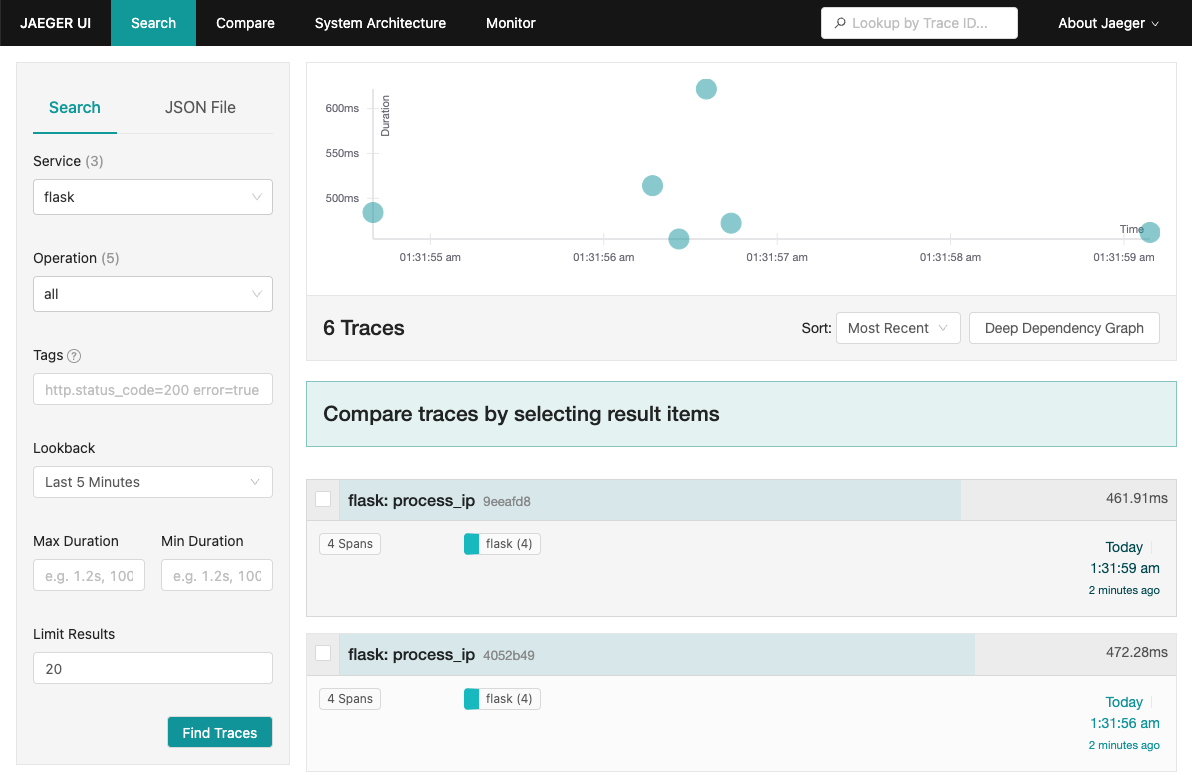 JAEGER UI Search Compare System Architecture Monitor Lookup by Trace ID... About Jaeger
Search JSON File
Service (3)
flask
Operation (5)
all
Tags ?
http.status_code=200 error=true
Lookback
Last 5 Minutes
Max Duration Min Duration
e.g. 1.2s, 100 e.g. 1.2s, 100
Limit Results
20
Find Traces
Duration
600ms
550ms
500ms
Time
01:31:55 am 01:31:56 am 01:31:57 am 01:31:58 am 01:31:59 am
6 Traces Sort: Most Recent Deep Dependency Graph
Compare traces by selecting result items
flask: process_ip 9eeafd8 461.91ms
4 Spans flask (4) Today
1:31:59 am
2 minutes ago
flask: process_ip 4052b49 472.28ms
4 Spans flask (4) Today
1:31:56 am
2 minutes ago